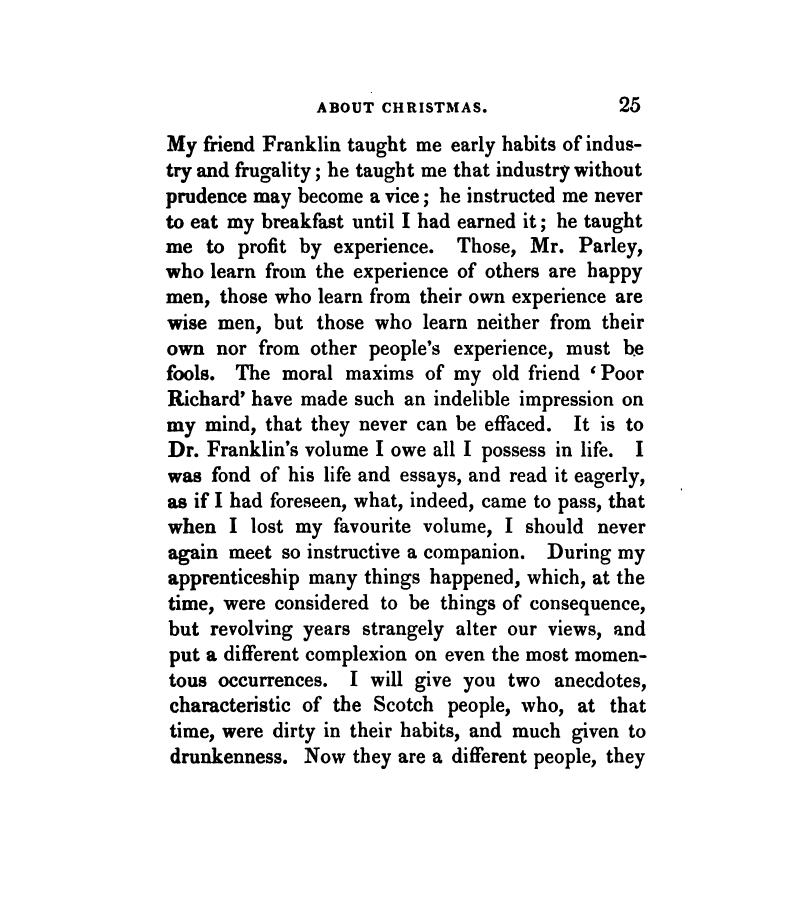 ABOUT CHRISTMAS. 25
My friend Franklin taught me early habits of indus-
try and frugality; he taught me that industry without
prudence may become a vice; he instructed me never
to eat my breakfast until I had earned it; he taught
me to profit by experience. Those, Mr. Parley,
who learn from the experience of others are happy
men, those who learn from their own experience are
wise men, but those who learn neither from their
own nor from other people's experience, must be
fools. The moral maxims of my old friend ‘Poor
Richard’ have made such an indelible impression on
my mind, that they never can be effaced. It is to
Dr. Franklin's volume I owe all I possess in life. I
was fond of his life and essays, and read it eagerly,
as if I had foreseen, what, indeed, came to pass, that
when I lost my favourite volume, I should never
again meet so instructive a companion. During my
apprenticeship many things happened, which, at the
time, were considered to be things of consequence,
but revolving years strangely alter our views, and
put a different complexion on even the most momen-
tous occurrences. I will give you two anecdotes,
characteristic of the Scotch people, who, at that
time, were dirty in their habits, and much given to
drunkenness. Now they are a different people, they